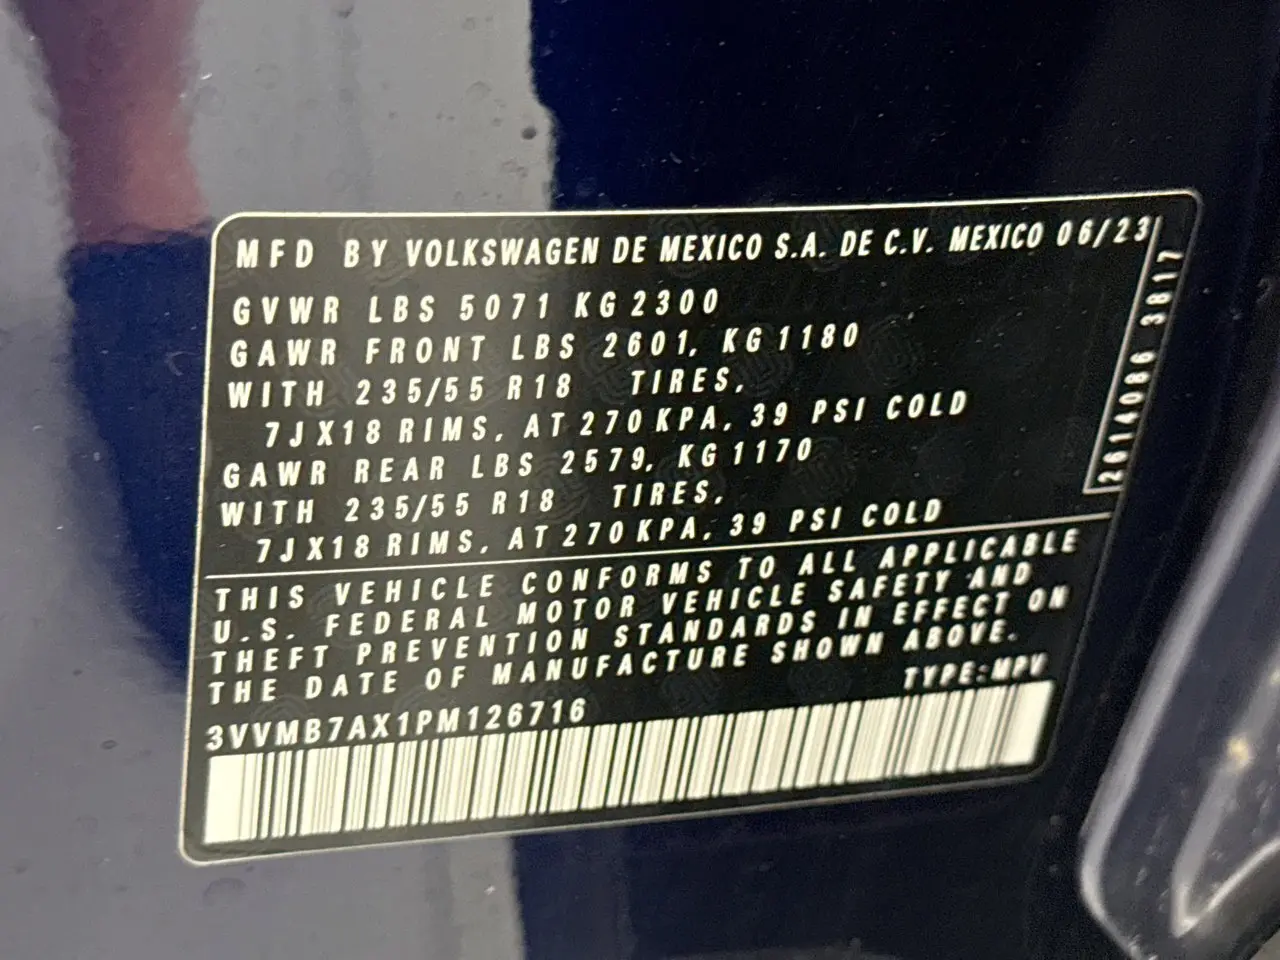 MFD BY VOLKSWAGEN DE MEXICO S.A. DE C.V. MEXICO 06/23
GVWR LBS 5071 KG 2300
GAWR FRONT LBS 2601, KG 1180
WITH 235/55 R18 TIRES,
7JX18 RIMS, AT 270 KPA, 39 PSI COLD
GAWR REAR LBS 2579, KG 1170
WITH 235/55 R18 TIRES,
7JX18 RIMS, AT 270 KPA, 39 PSI COLD
2614086 3817
THIS VEHICLE CONFORMS TO ALL APPLICABLE
U.S. FEDERAL MOTOR VEHICLE SAFETY AND
THEFT PREVENTION STANDARDS IN EFFECT ON
THE DATE OF MANUFACTURE SHOWN ABOVE.
TYPE:MPV
3VVMB7AX1PM126716